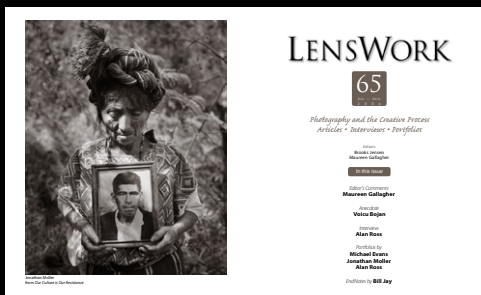 LENSWORK
65
Photography and the Creative Process
Articles • Interviews • Portfolios
Editors
Brooks Jensen
Maureen Gallagher
In this issue
Editor's Comments
Maureen Gallagher
Anecdote
Voicu Bojan
Interview
Alan Ross
Portfolios by
Michael Evans
Jonathan Moller
Alan Ross
EndNotes by Bill Jay
Jonathan Moller
from Our Culture is Our Resistance